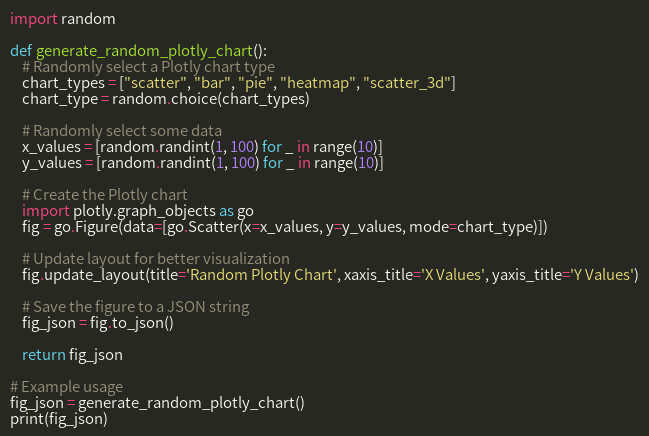 import random
def generate_random_plotly_chart():
# Randomly select a Plotly chart type
chart_types = ["scatter", "bar", "pie", "heatmap", "scatter_3d"]
chart_type = random.choice(chart_types)
# Randomly select some data
x_values = [random.randint(1, 100) for _ in range(10)]
y_values = [random.randint(1, 100) for _ in range(10)]
# Create the Plotly chart
import plotly.graph_objects as go
fig = go.Figure(data=[go.Scatter(x=x_values, y=y_values, mode=chart_type)])
# Update layout for better visualization
fig.update_layout(title='Random Plotly Chart', xaxis_title='X Values', yaxis_title='Y Values')
# Save the figure to a JSON string
fig_json = fig.to_json()
return fig_json
# Example usage
fig_json = generate_random_plotly_chart()
print(fig_json)